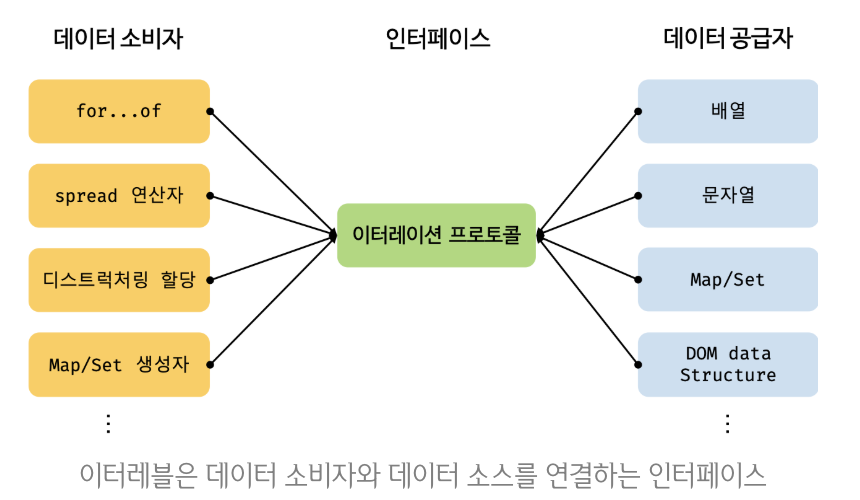 데이터 소비자
인터페이스
데이터 공급자
for...of
배열
spread 연산자
문자열
이터레이션 프로토콜
디스트럭처링 할당
Map/Set
Map/Set 생성자
DOM data
Structure
⋮
⋮
이터레블은 데이터 소비자와 데이터 소스를 연결하는 인터페이스